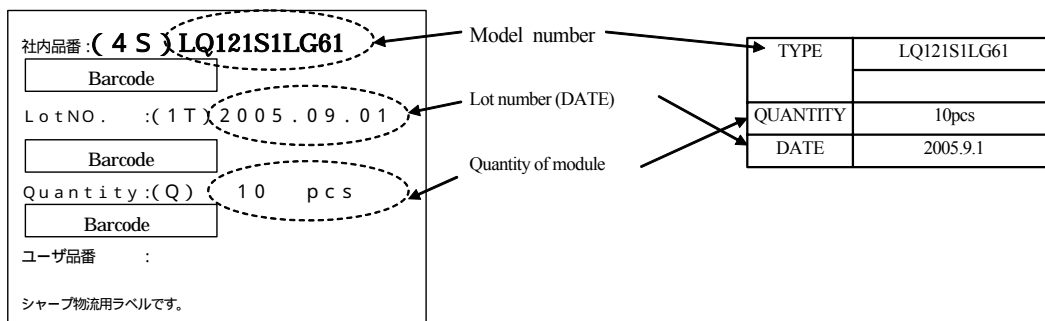 社内品番:(4S)LQ121S1LG61
Barcode
LotNO. :(1T)2005.09.01
Barcode
Quantity:(Q) 10 pcs
Barcode
ユーザ品番 :
シャープ物流用ラベルです。
Model number
Lot number (DATE)
Quantity of module
TYPE LQ121S1LG61
QUANTITY 10pcs
DATE 2005.9.1